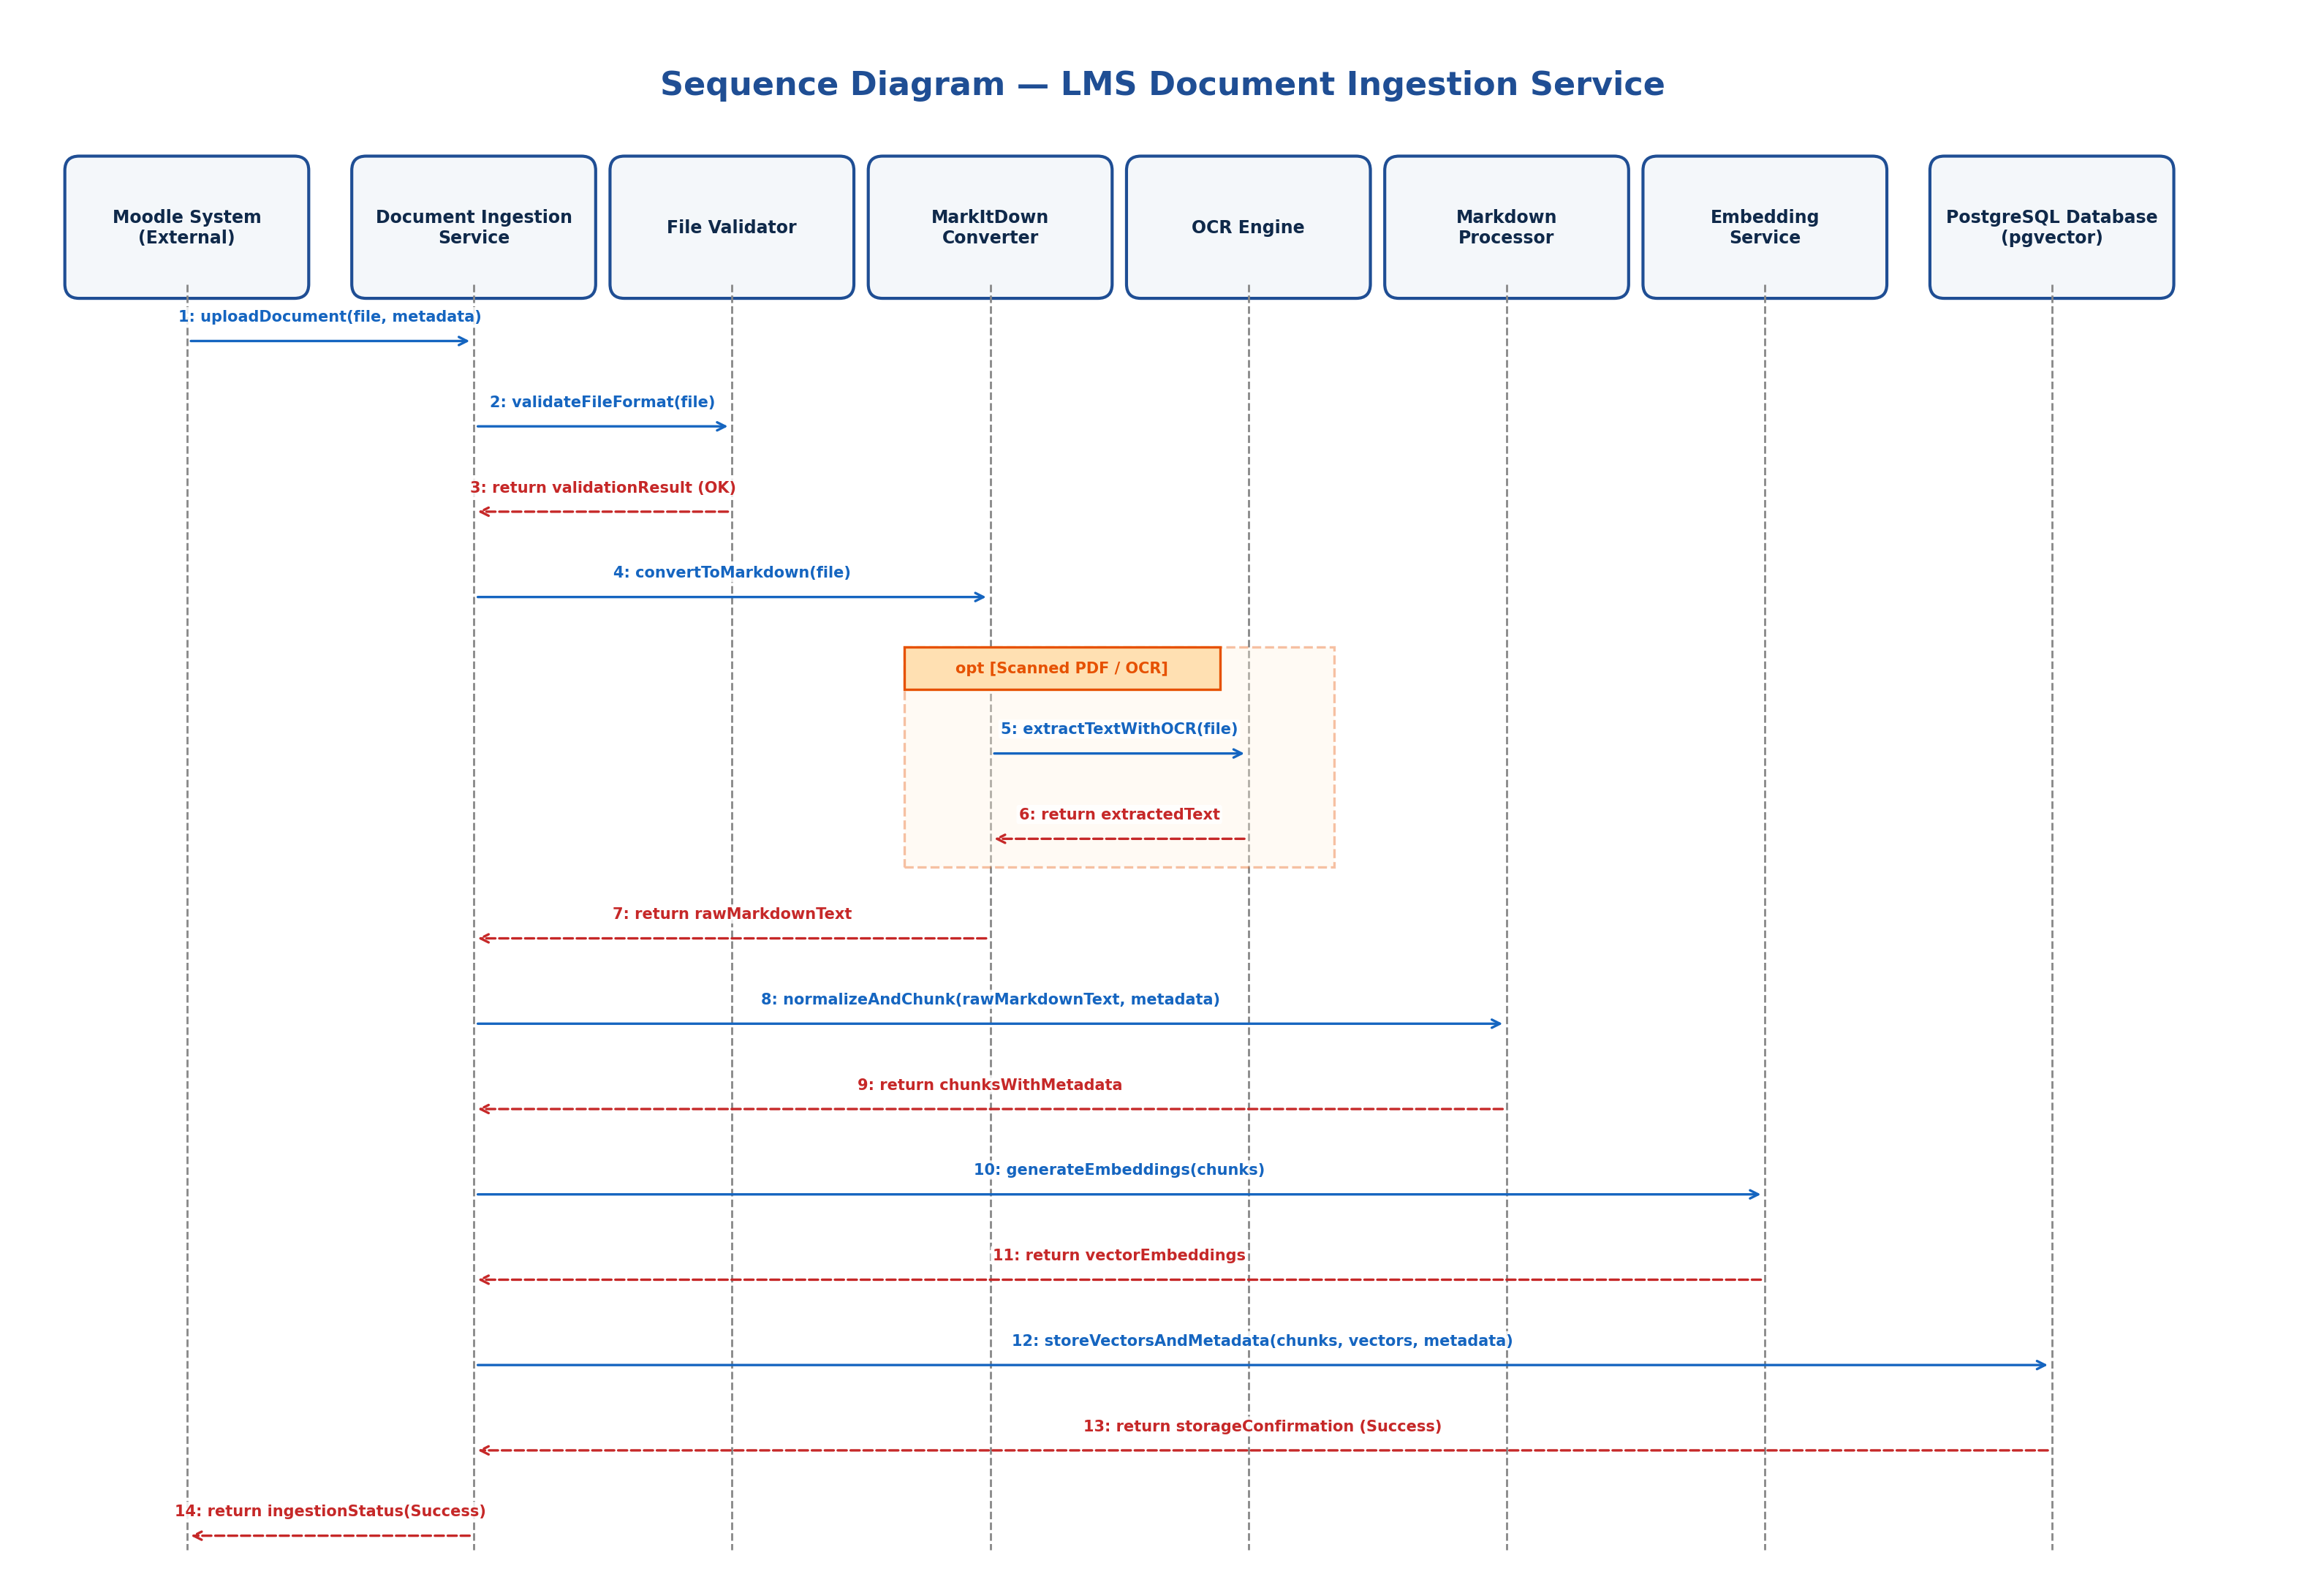 Sequence Diagram — LMS Document Ingestion Service
Moodle System
(External)
Document Ingestion
Service
File Validator
MarkItDown
Converter
OCR Engine
Markdown
Processor
Embedding
Service
PostgreSQL Database
(pgvector)
1: uploadDocument(file, metadata)
2: validateFileFormat(file)
3: return validationResult (OK)
4: convertToMarkdown(file)
opt [Scanned PDF / OCR]
5: extractTextWithOCR(file)
6: return extractedText
7: return rawMarkdownText
8: normalizeAndChunk(rawMarkdownText, metadata)
9: return chunksWithMetadata
10: generateEmbeddings(chunks)
11: return vectorEmbeddings
12: storeVectorsAndMetadata(chunks, vectors, metadata)
13: return storageConfirmation (Success)
14: return ingestionStatus(Success)